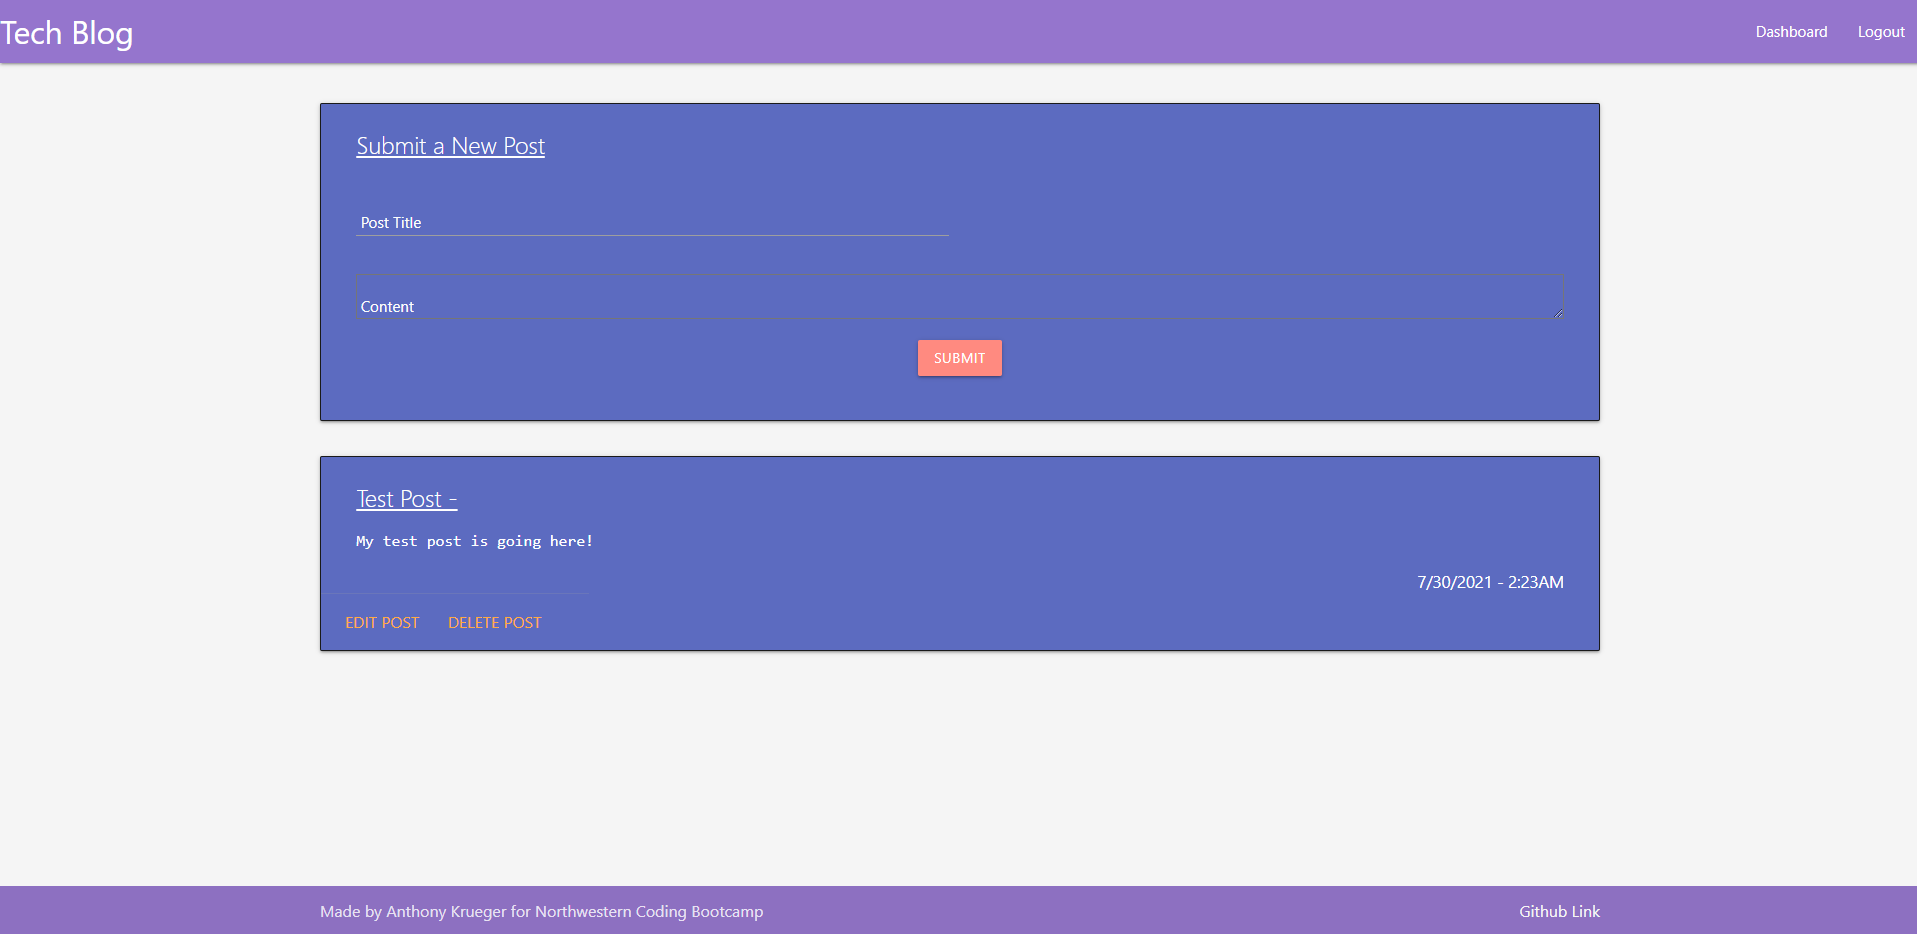 Tech Blog
Dashboard
Logout
Submit a New Post
Post Title
Content
SUBMIT
Test Post -
My test post is going here!
7/30/2021 - 2:23AM
EDIT POST
DELETE POST
Made by Anthony Krueger for Northwestern Coding Bootcamp
Github Link